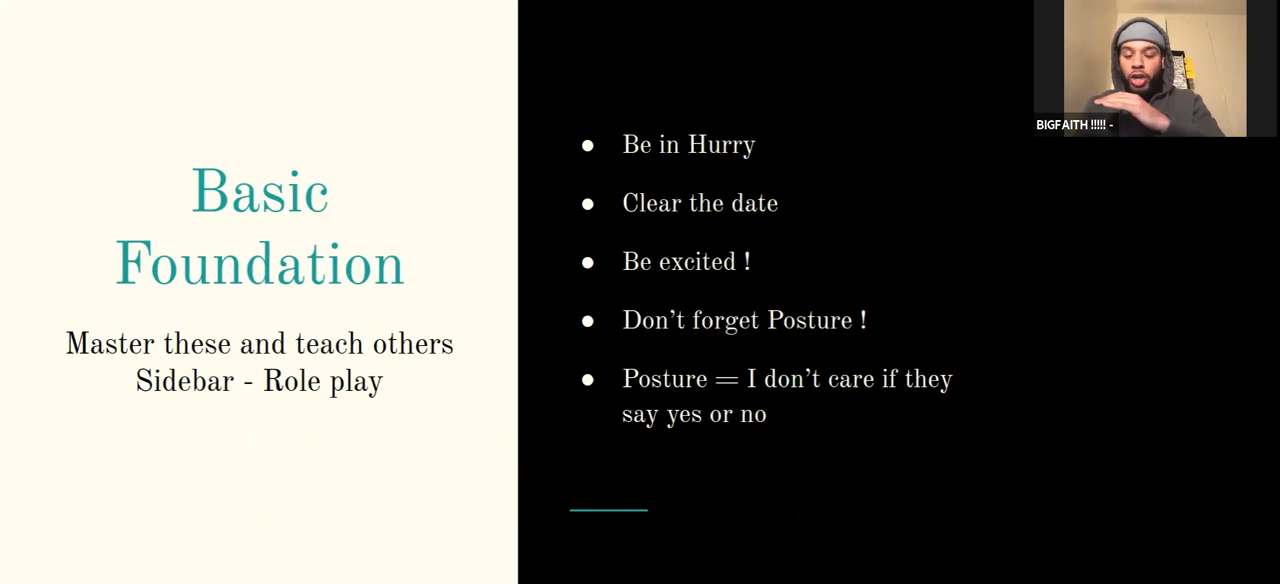 Basic
Foundation
Master these and teach others
Sidebar - Role play
● Be in Hurry
● Clear the date
● Be excited !
● Don't forget Posture !
● Posture = I don't care if they
say yes or no
BIGFAITH !!!!! -